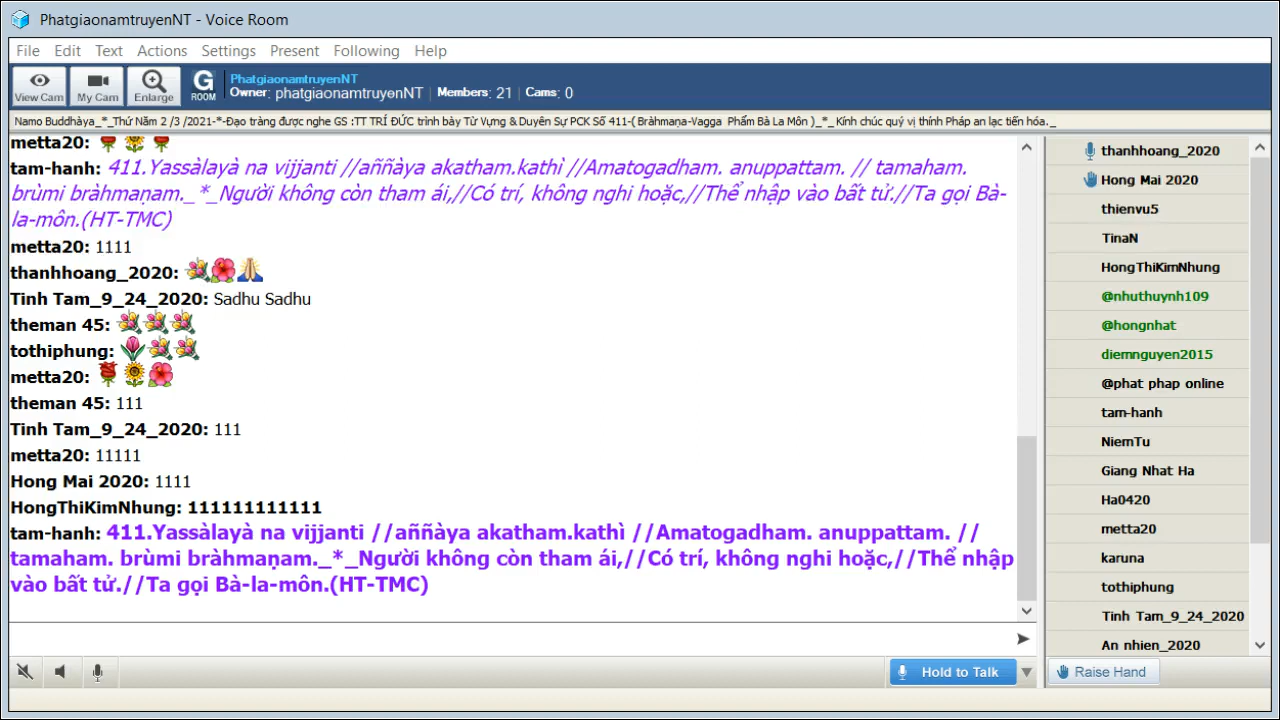 PhatgiaonamtruyenNT - Voice Room
File Edit Text Actions Settings Present Following Help
View Cam My Cam Enlarge
G ROOM
PhatgiaonamtruyenNT
Owner: phatgiaonamtruyenNT Members: 21 Cams: 0
Namo Buddhàya_*_Thứ Năm 2 /3 /2021-*-Đạo tràng được nghe GS :TT TRÍ ĐỨC trình bày Từ Vựng & Duyên Sự PCK Số 411-( Bràhmaṇa-Vagga Phẩm Bà La Môn )_*_ Kính chúc quý vị thính Pháp an lạc tiến hóa._
metta20:
tam-hanh: 411.Yassàlayà na vijjanti //aññàya akatham.kathì //Amatogadham. anuppattam. // tamaham.
brùmi bràhmaṇam._*_Người không còn tham ái,//Có trí, không nghi hoặc,//Thể nhập vào bất tử.//Ta gọi Bà-
la-môn.(HT-TMC)
metta20: 1111
thanhhoang_2020:
Tinh Tam_9_24_2020: Sadhu Sadhu
theman 45:
tothiphung:
metta20:
theman 45: 111
Tinh Tam_9_24_2020: 111
metta20: 11111
Hong Mai 2020: 1111
HongThiKimNhung: 111111111111
tam-hanh: 411.Yassàlayà na vijjanti //aññàya akatham.kathì //Amatogadham. anuppattam. //
tamaham. brùmi bràhmaṇam._*_Người không còn tham ái,//Có trí, không nghi hoặc,//Thể nhập
vào bất tử.//Ta gọi Bà-la-môn.(HT-TMC)
Hold to Talk
thanhhoang_2020
Hong Mai 2020
thienvu5
TinaN
HongThiKimNhung
@nhuthuynh109
@hongnhat
diemnguyen2015
@phat phap online
tam-hanh
NiemTu
Giang Nhat Ha
Ha0420
metta20
karuna
tothiphung
Tinh Tam_9_24_2020
An nhien_2020
Raise Hand